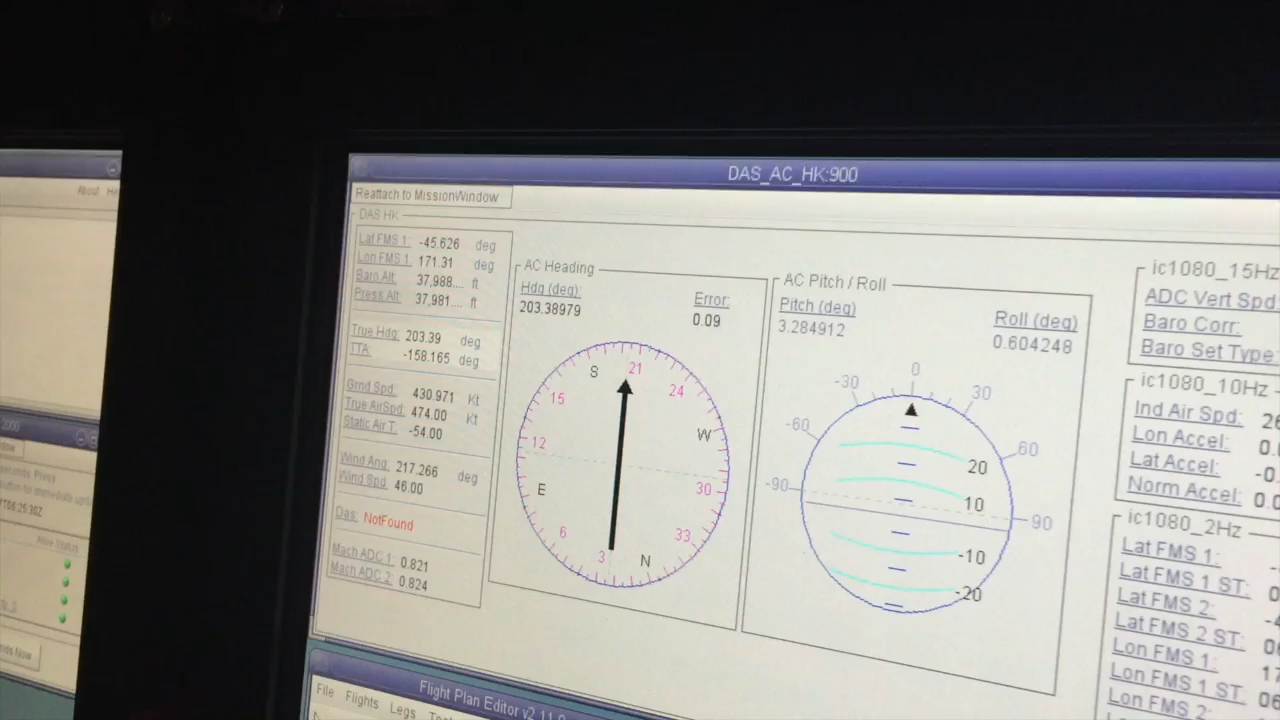 About
DAS_AC_HK:900
Reattach to MissionWindow
DAS HK
Lat FMS 1: -45.626 deg
Lon FMS 1: 171.31 deg
Baro Alt: 37,988.... ft
Press Alt: 37,981.... ft
True Hdg: 203.39 deg
TTA: -158.165 deg
Grnd Spd: 430.971 Kt
True AirSpd: 474.00 Kt
Static Air T.: -54.00
Wind Ang: 217.266 deg
Wind Spd: 46.00
Das: NotFound
Mach ADC 1: 0.821
Mach ADC 2: 0.824
AC Heading
Hdg (deg): Error:
203.38979 0.09
S 21 24 W 30 33 N 3 6 E 12 15
AC Pitch / Roll
Pitch (deg) Roll (deg)
3.284912 0.604248
-90 -60 -30 0 30 60 90
20
10
-10
-20
ic1080_15Hz
ADC Vert Spd:
Baro Corr:
Baro Set Type:
ic1080_10Hz
Ind Air Spd: 26
Lon Accel: 0.
Lat Accel: -0.
Norm Accel: 0.0
ic1080_2Hz
Lat FMS 1:
Lat FMS 1 ST:
Lat FMS 2:
Lat FMS 2 ST:
Lon FMS 1:
Lon FMS 1 ST:
Lon FMS 2:
Flight Plan Editor
File Flights Legs